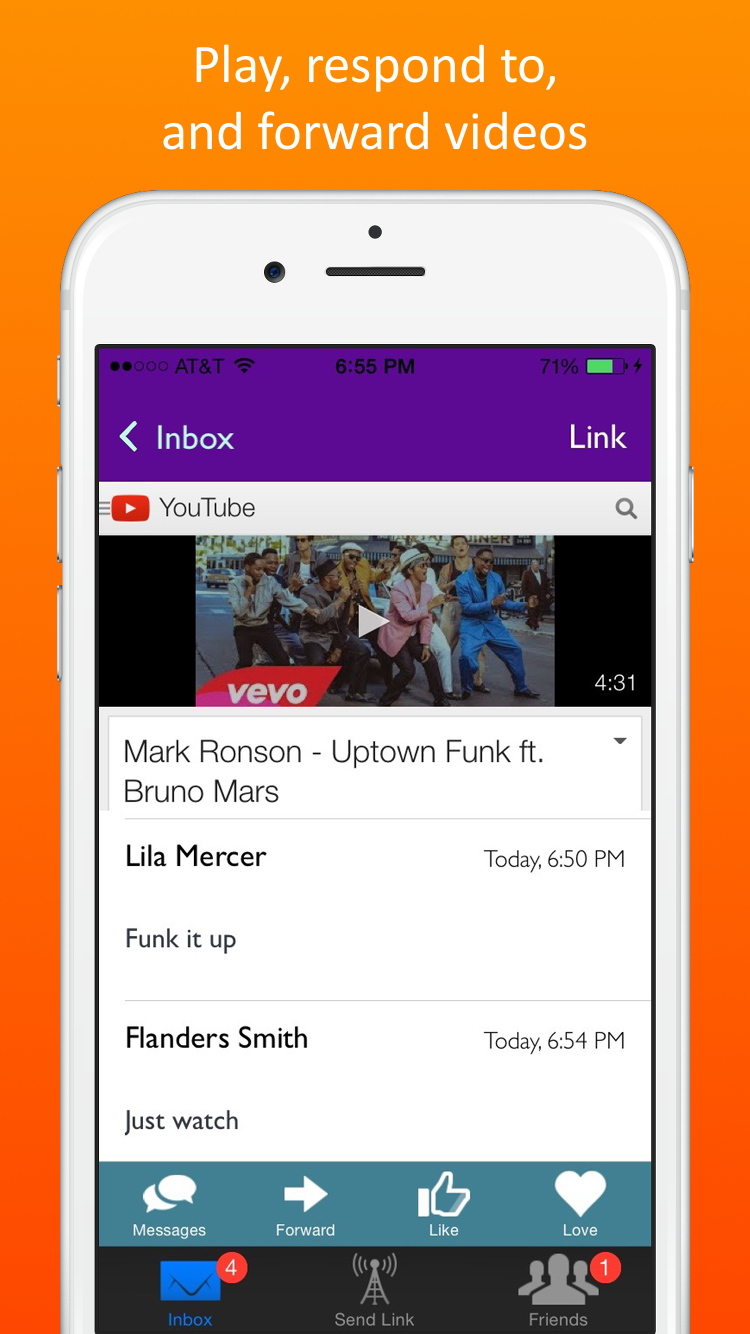 Play, respond to,
and forward videos
AT&T 6:55 PM 71%
Inbox Link
YouTube
DINER
vevo
4:31
Mark Ronson - Uptown Funk ft.
Bruno Mars
Lila Mercer Today, 6:50 PM
Funk it up
Flanders Smith Today, 6:54 PM
Just watch
Messages Forward Like Love
4 1
Inbox Send Link Friends